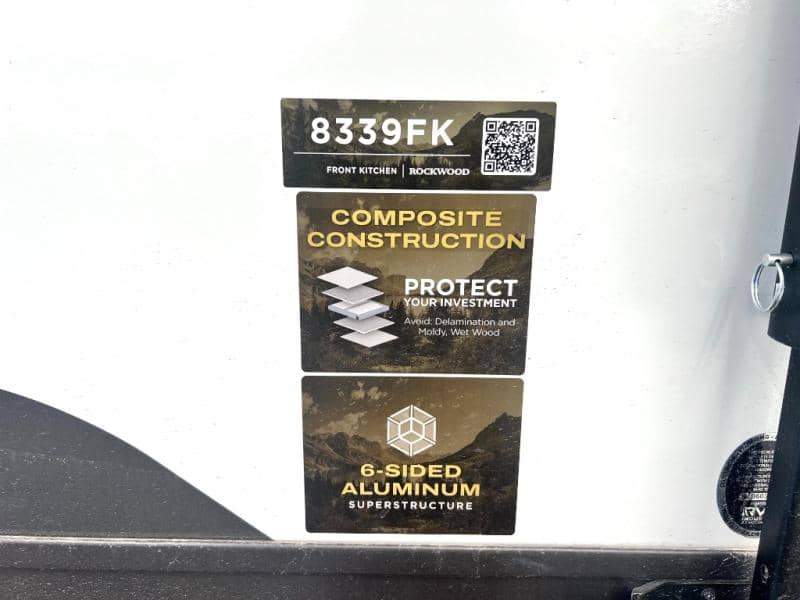 8339FK
FRONT KITCHEN | ROCKWOOD
COMPOSITE
CONSTRUCTION
PROTECT
YOUR INVESTMENT
Avoid: Delamination and
Moldy, Wet Wood
6-SIDED
ALUMINUM
SUPERSTRUCTURE
RV